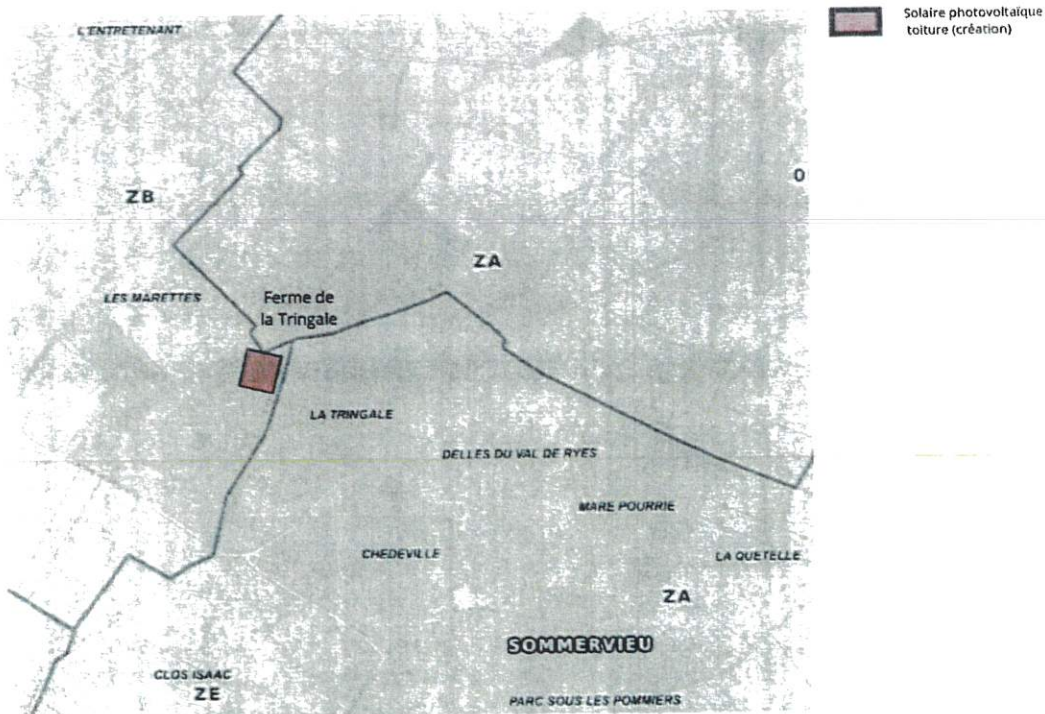 Solaire photovoltaïque
toiture (création)
L'ENTRETENANT
ZB
0
ZA
LES MARETTES
Ferme de
la Tringale
LA TRINGALE
DELLES DU VAL DE RYES
MARE POURRIE
CHEDEVILLE
LA QUETELLE
ZA
SOMMERVIEU
CLOS ISAAC
ZE
PARC SOUS LES POMMIERS